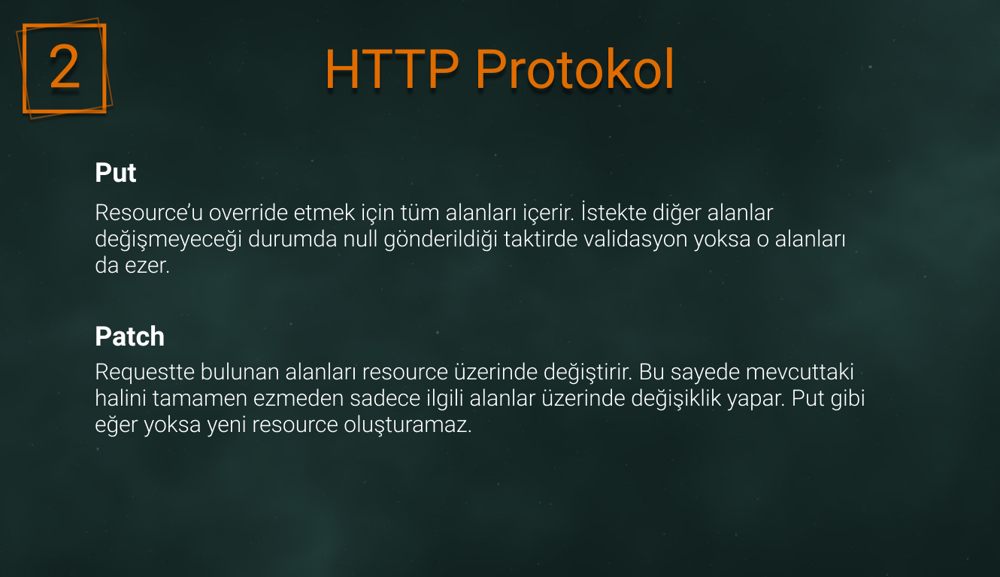 2
HTTP Protokol
Put
Resource’u override etmek için tüm alanları içerir. İstekte diğer alanlar
değişmeyeceği durumda null gönderildiği taktirde validasyon yoksa o alanları
da ezer.
Patch
Requestte bulunan alanları resource üzerinde değiştirir. Bu sayede mevcuttaki
halini tamamen ezmeden sadece ilgili alanlar üzerinde değişiklik yapar. Put gibi
eğer yoksa yeni resource oluşturamaz.